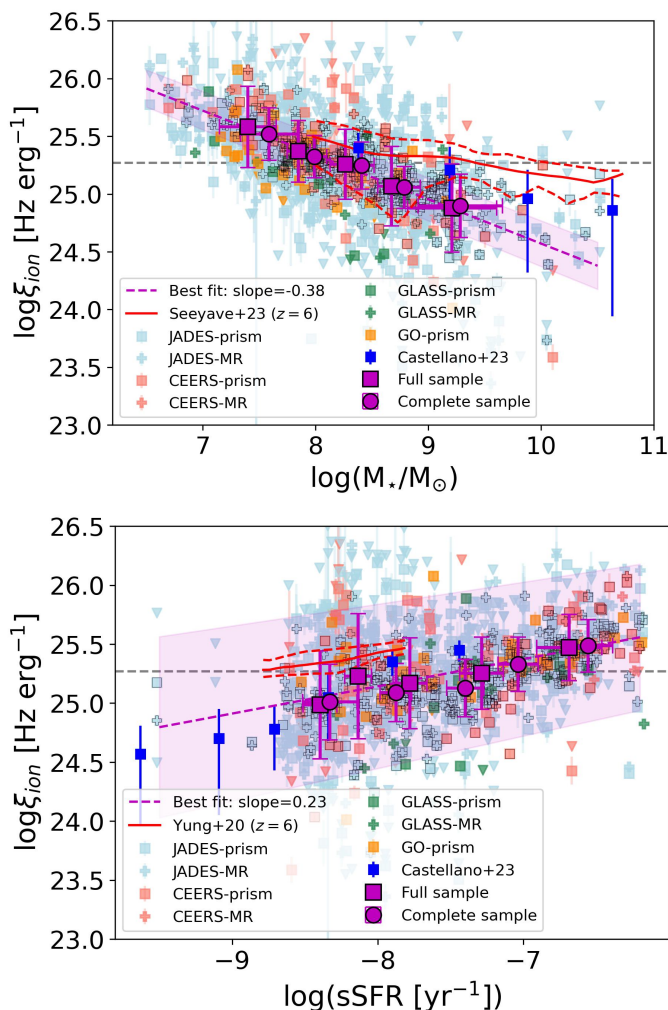 26.5
26.0
25.5
25.0
24.5
24.0
23.5
23.0
logξion [Hz erg−1]
Best fit: slope=-0.38
Seeyave+23 (z = 6)
JADES-prism
JADES-MR
CEERS-prism
CEERS-MR
GLASS-prism
GLASS-MR
GO-prism
Castellano+23
Full sample
Complete sample
7 8 9 10 11
log(M⋆/M⊙)
26.5
26.0
25.5
25.0
24.5
24.0
23.5
23.0
logξion [Hz erg−1]
Best fit: slope=0.23
Yung+20 (z = 6)
JADES-prism
JADES-MR
CEERS-prism
CEERS-MR
GLASS-prism
GLASS-MR
GO-prism
Castellano+23
Full sample
Complete sample
−9 −8 −7
log(sSFR [yr−1])